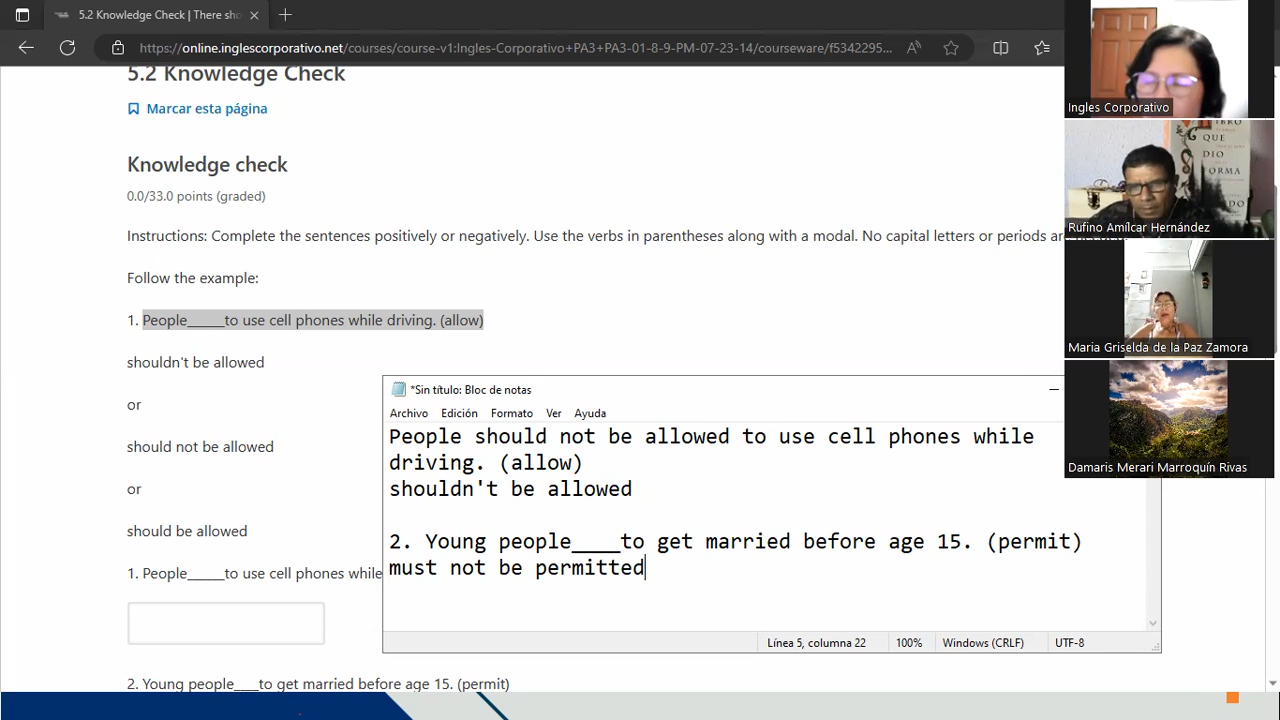 5.2 Knowledge Check | There sho
https://online.inglescorporativo.net/courses/course-v1:Ingles-Corporativo+PA3+PA3-01-8-9-PM-07-23-14/courseware/f5342295...
5.2 Knowledge Check
Marcar esta página
Knowledge check
0.0/33.0 points (graded)
Instructions: Complete the sentences positively or negatively. Use the verbs in parentheses along with a modal. No capital letters or periods ar
Follow the example:
1. People_____to use cell phones while driving. (allow)
shouldn't be allowed
or
should not be allowed
or
should be allowed
1. People_____to use cell phones while
2. Young people___to get married before age 15. (permit)
*Sin título: Bloc de notas
Archivo Edición Formato Ver Ayuda
People should not be allowed to use cell phones while
driving. (allow)
shouldn't be allowed
2. Young people____to get married before age 15. (permit)
must not be permitted
Línea 5, columna 22 100% Windows (CRLF) UTF-8
Ingles Corporativo
QUE
DIO
Rufino Amílcar Hernández
Maria Griselda de la Paz Zamora
Damaris Merari Marroquín Rivas